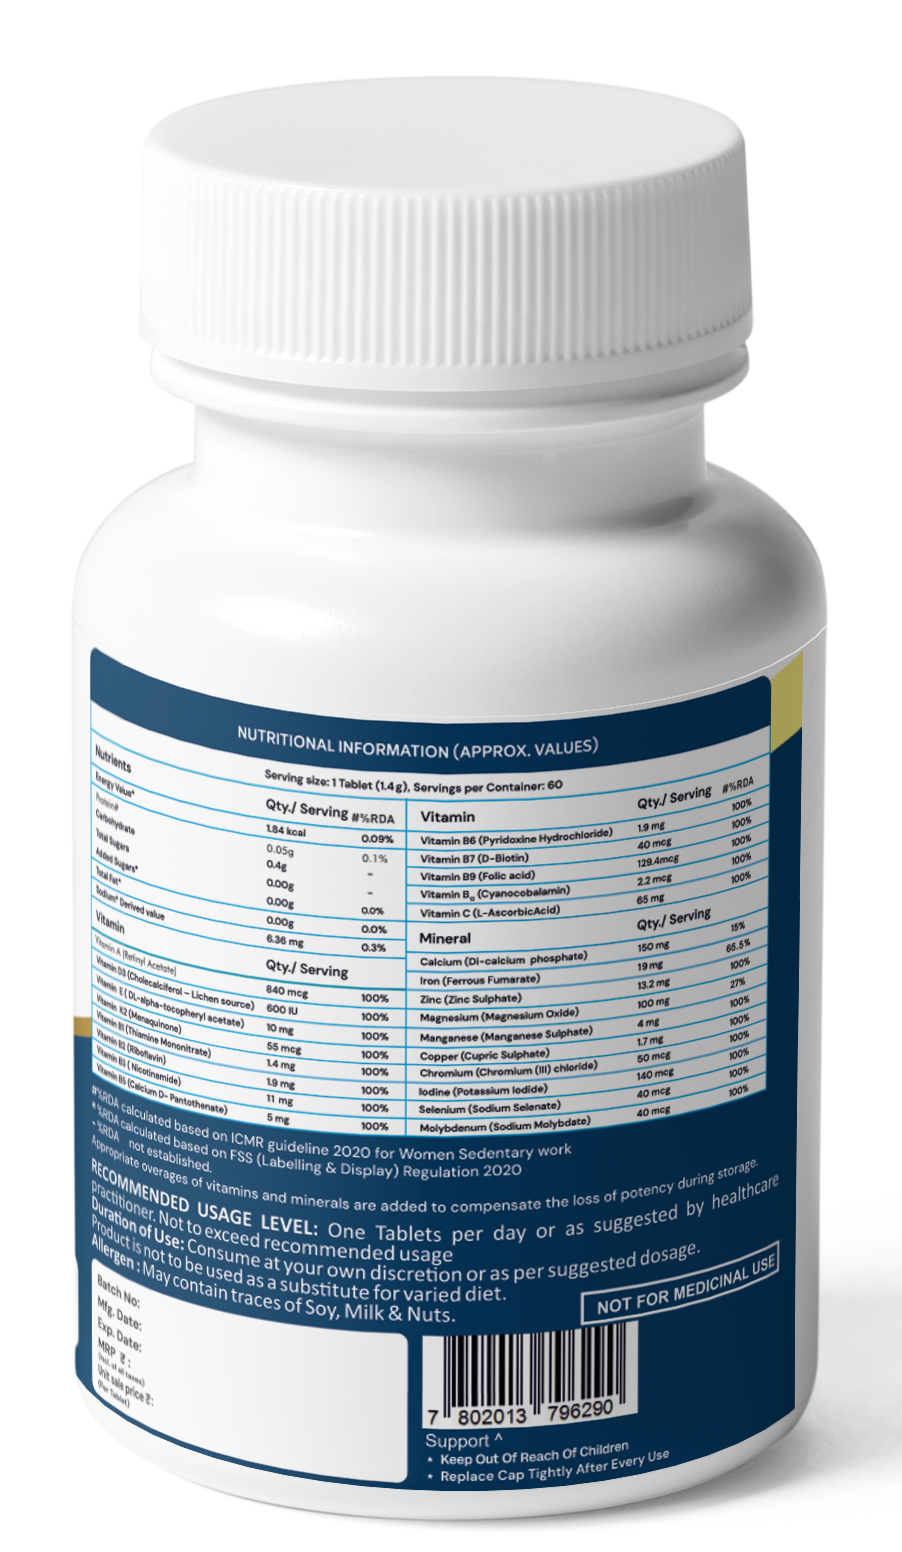 NUTRITIONAL INFORMATION (APPROX. VALUES)
Serving size: 1 Tablet (1.4g), Servings per Container: 60
Nutrients Qty./ Serving #%RDA
Energy Value* 1.84 kcal 0.09%
Protein# 0.05g 0.1%
Carbohydrate 0.4g -
Total Sugars 0.00g -
Added Sugars* 0.00g 0.0%
Total Fat* 0.00g 0.0%
Sodium* Derived value 6.36 mg 0.3%
Vitamin Qty./ Serving
Vitamin A (Retinyl Acetate) 840 mcg 100%
Vitamin D3 (Cholecalciferol – Lichen source) 600 IU 100%
Vitamin E ( DL-alpha-tocopheryl acetate) 10 mg 100%
Vitamin K2 (Menaquinone) 55 mcg 100%
Vitamin B1 (Thiamine Mononitrate) 1.4 mg 100%
Vitamin B2 (Riboflavin) 1.9 mg 100%
Vitamin B3 ( Nicotinamide) 11 mg 100%
Vitamin B5 (Calcium D- Pantothenate) 5 mg 100%
Vitamin Qty./ Serving #%RDA
Vitamin B6 (Pyridoxine Hydrochloride) 1.9 mg 100%
Vitamin B7 (D-Biotin) 40 mcg 100%
Vitamin B9 (Folic acid) 129.4mcg 100%
Vitamin B₁₂ (Cyanocobalamin) 2.2 mcg 100%
Vitamin C (L-AscorbicAcid) 65 mg 100%
Mineral Qty./ Serving
Calcium (DI-calcium phosphate) 150 mg 15%
Iron (Ferrous Fumarate) 19 mg 65.5%
Zinc (Zinc Sulphate) 13.2 mg 100%
Magnesium (Magnesium Oxide) 100 mg 27%
Manganese (Manganese Sulphate) 4 mg 100%
Copper (Cupric Sulphate) 1.7 mg 100%
Chromium (Chromium (III) chloride) 50 mcg 100%
Iodine (Potassium Iodide) 140 mcg 100%
Selenium (Sodium Selenate) 40 mcg 100%
Molybdenum (Sodium Molybdate) 40 mcg 100%
#%RDA calculated based on ICMR guideline 2020 for Women Sedentary work
*%RDA calculated based on FSS (Labelling & Display) Regulation 2020
- %RDA not established.
Appropriate overages of vitamins and minerals are added to compensate the loss of potency during storage.
RECOMMENDED USAGE LEVEL: One Tablets per day or as suggested by healthcare
practitioner. Not to exceed recommended usage
Duration of Use: Consume at your own discretion or as per suggested dosage.
Product is not to be used as a substitute for varied diet.
Allergen : May contain traces of Soy, Milk & Nuts.
NOT FOR MEDICINAL USE
Batch No:
Mfg. Date:
Exp. Date:
MRP ₹ :
(Incl. of all taxes)
Unit sale price ₹:
(Per Tablet)
7 802013 796290
Support ^
* Keep Out Of Reach Of Children
* Replace Cap Tightly After Every Use